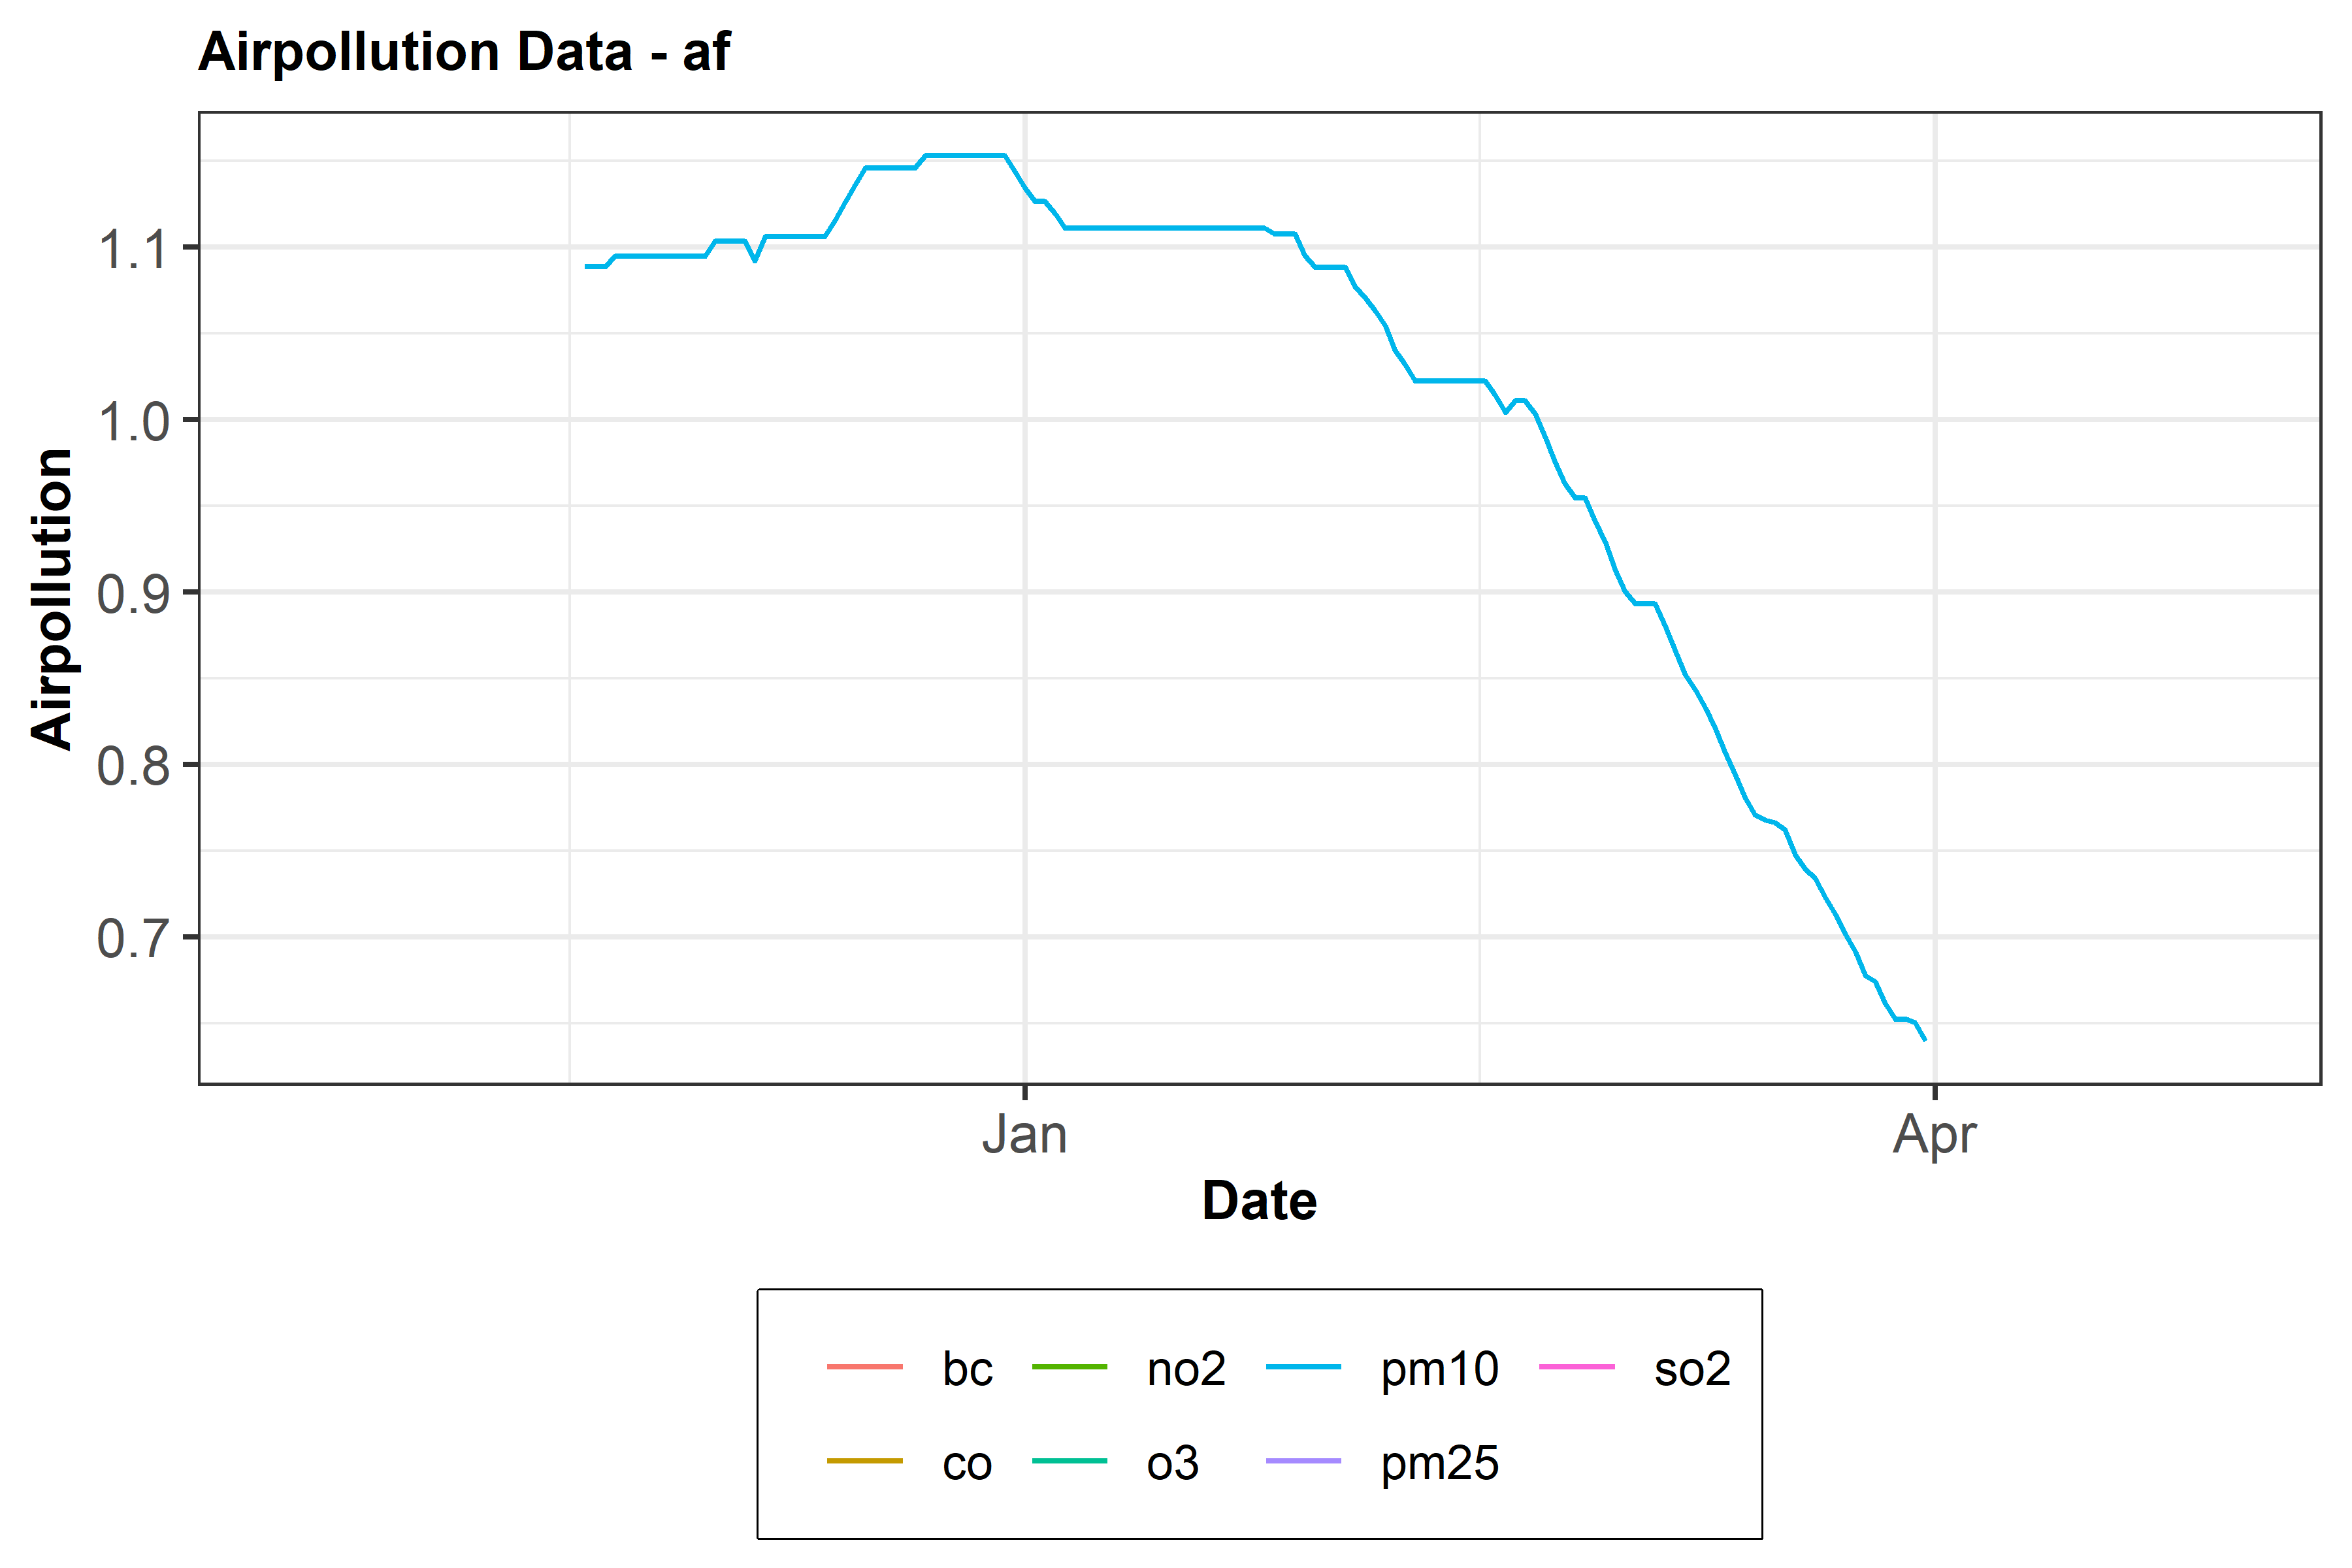 Airpollution Data - af
Airpollution
1.1
1.0
0.9
0.8
0.7
Jan Apr
Date
bc no2 pm10 so2
co o3 pm25